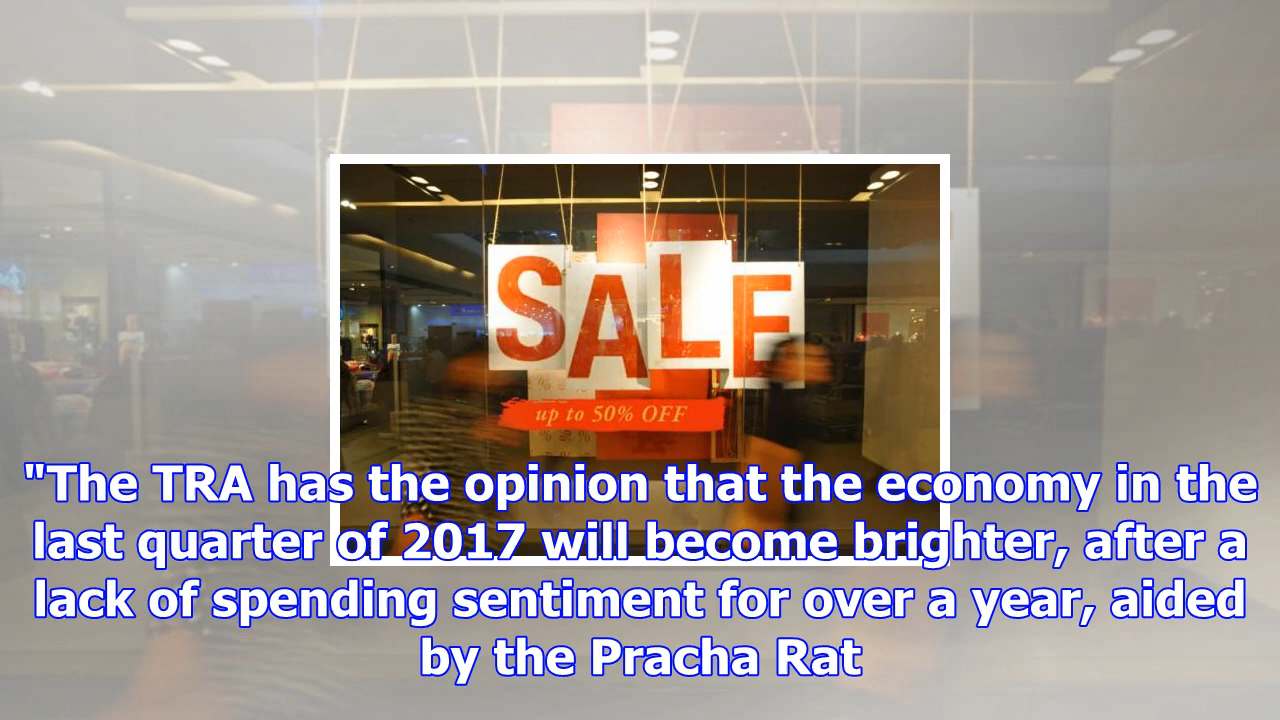 SALE
up to 50% OFF
"The TRA has the opinion that the economy in the
last quarter of 2017 will become brighter, after a
lack of spending sentiment for over a year, aided
by the Pracha Rat